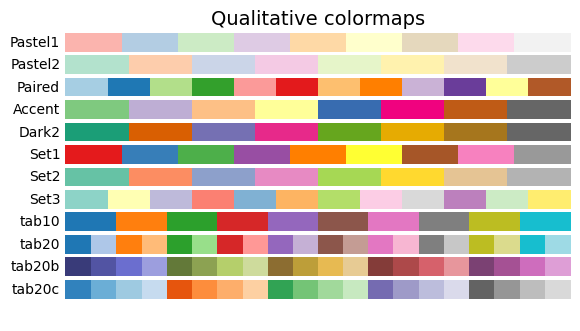 Qualitative colormaps
Pastel1
Pastel2
Paired
Accent
Dark2
Set1
Set2
Set3
tab10
tab20
tab20b
tab20c